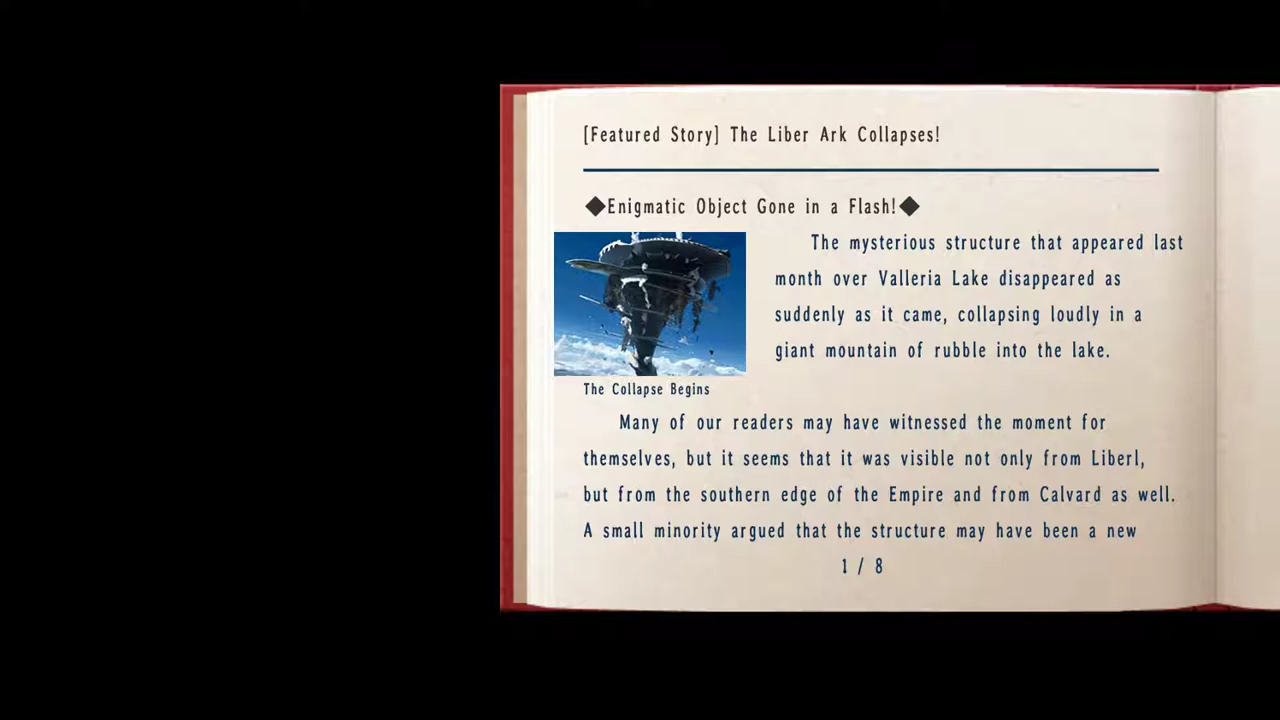 [Featured Story] The Liber Ark Collapses!
◆Enigmatic Object Gone in a Flash!◆
The mysterious structure that appeared last
month over Valleria Lake disappeared as
suddenly as it came, collapsing loudly in a
giant mountain of rubble into the lake.
The Collapse Begins
Many of our readers may have witnessed the moment for
themselves, but it seems that it was visible not only from Liberl,
but from the southern edge of the Empire and from Calvard as well.
A small minority argued that the structure may have been a new
1 / 8